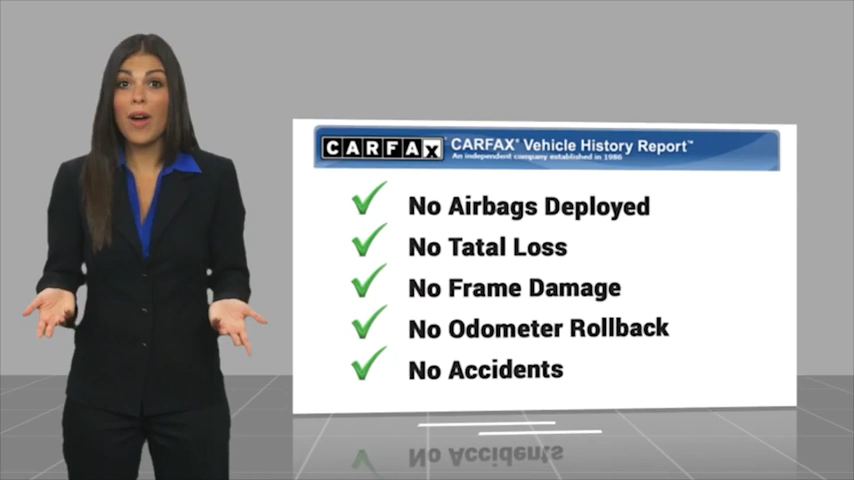 CARFAX CARFAX® Vehicle History Report™
An independent company established in 1986
No Airbags Deployed
No Tatal Loss
No Frame Damage
No Odometer Rollback
No Accidents
No Accidents